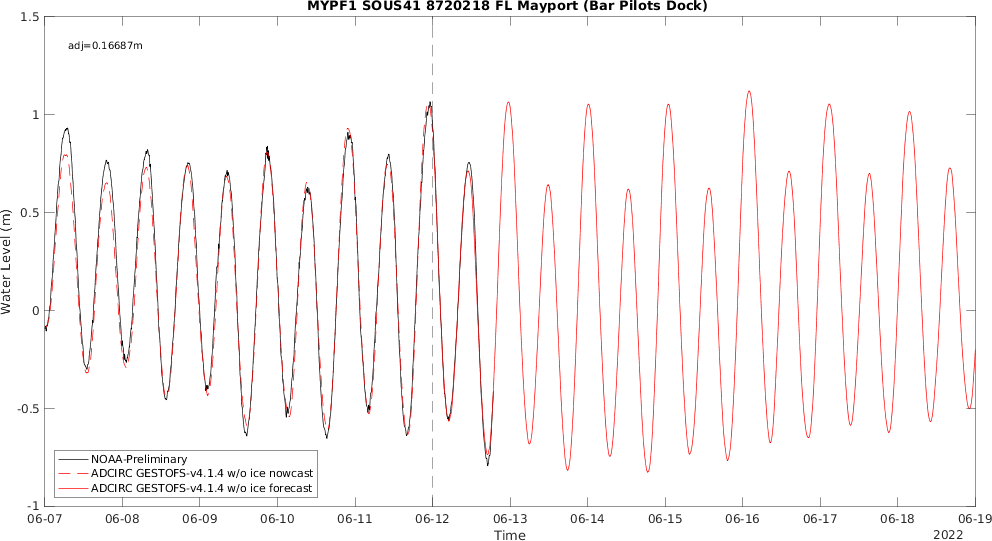 MYPF1 SOUS41 8720218 FL Mayport (Bar Pilots Dock)
1.5
adj=0.16687m
1
0.5
0
-0.5
-1
Water Level (m)
NOAA-Preliminary
ADCIRC GESTOFS-v4.1.4 w/o ice nowcast
ADCIRC GESTOFS-v4.1.4 w/o ice forecast
06-07 06-08 06-09 06-10 06-11 06-12 06-13 06-14 06-15 06-16 06-17 06-18 06-19
Time
2022